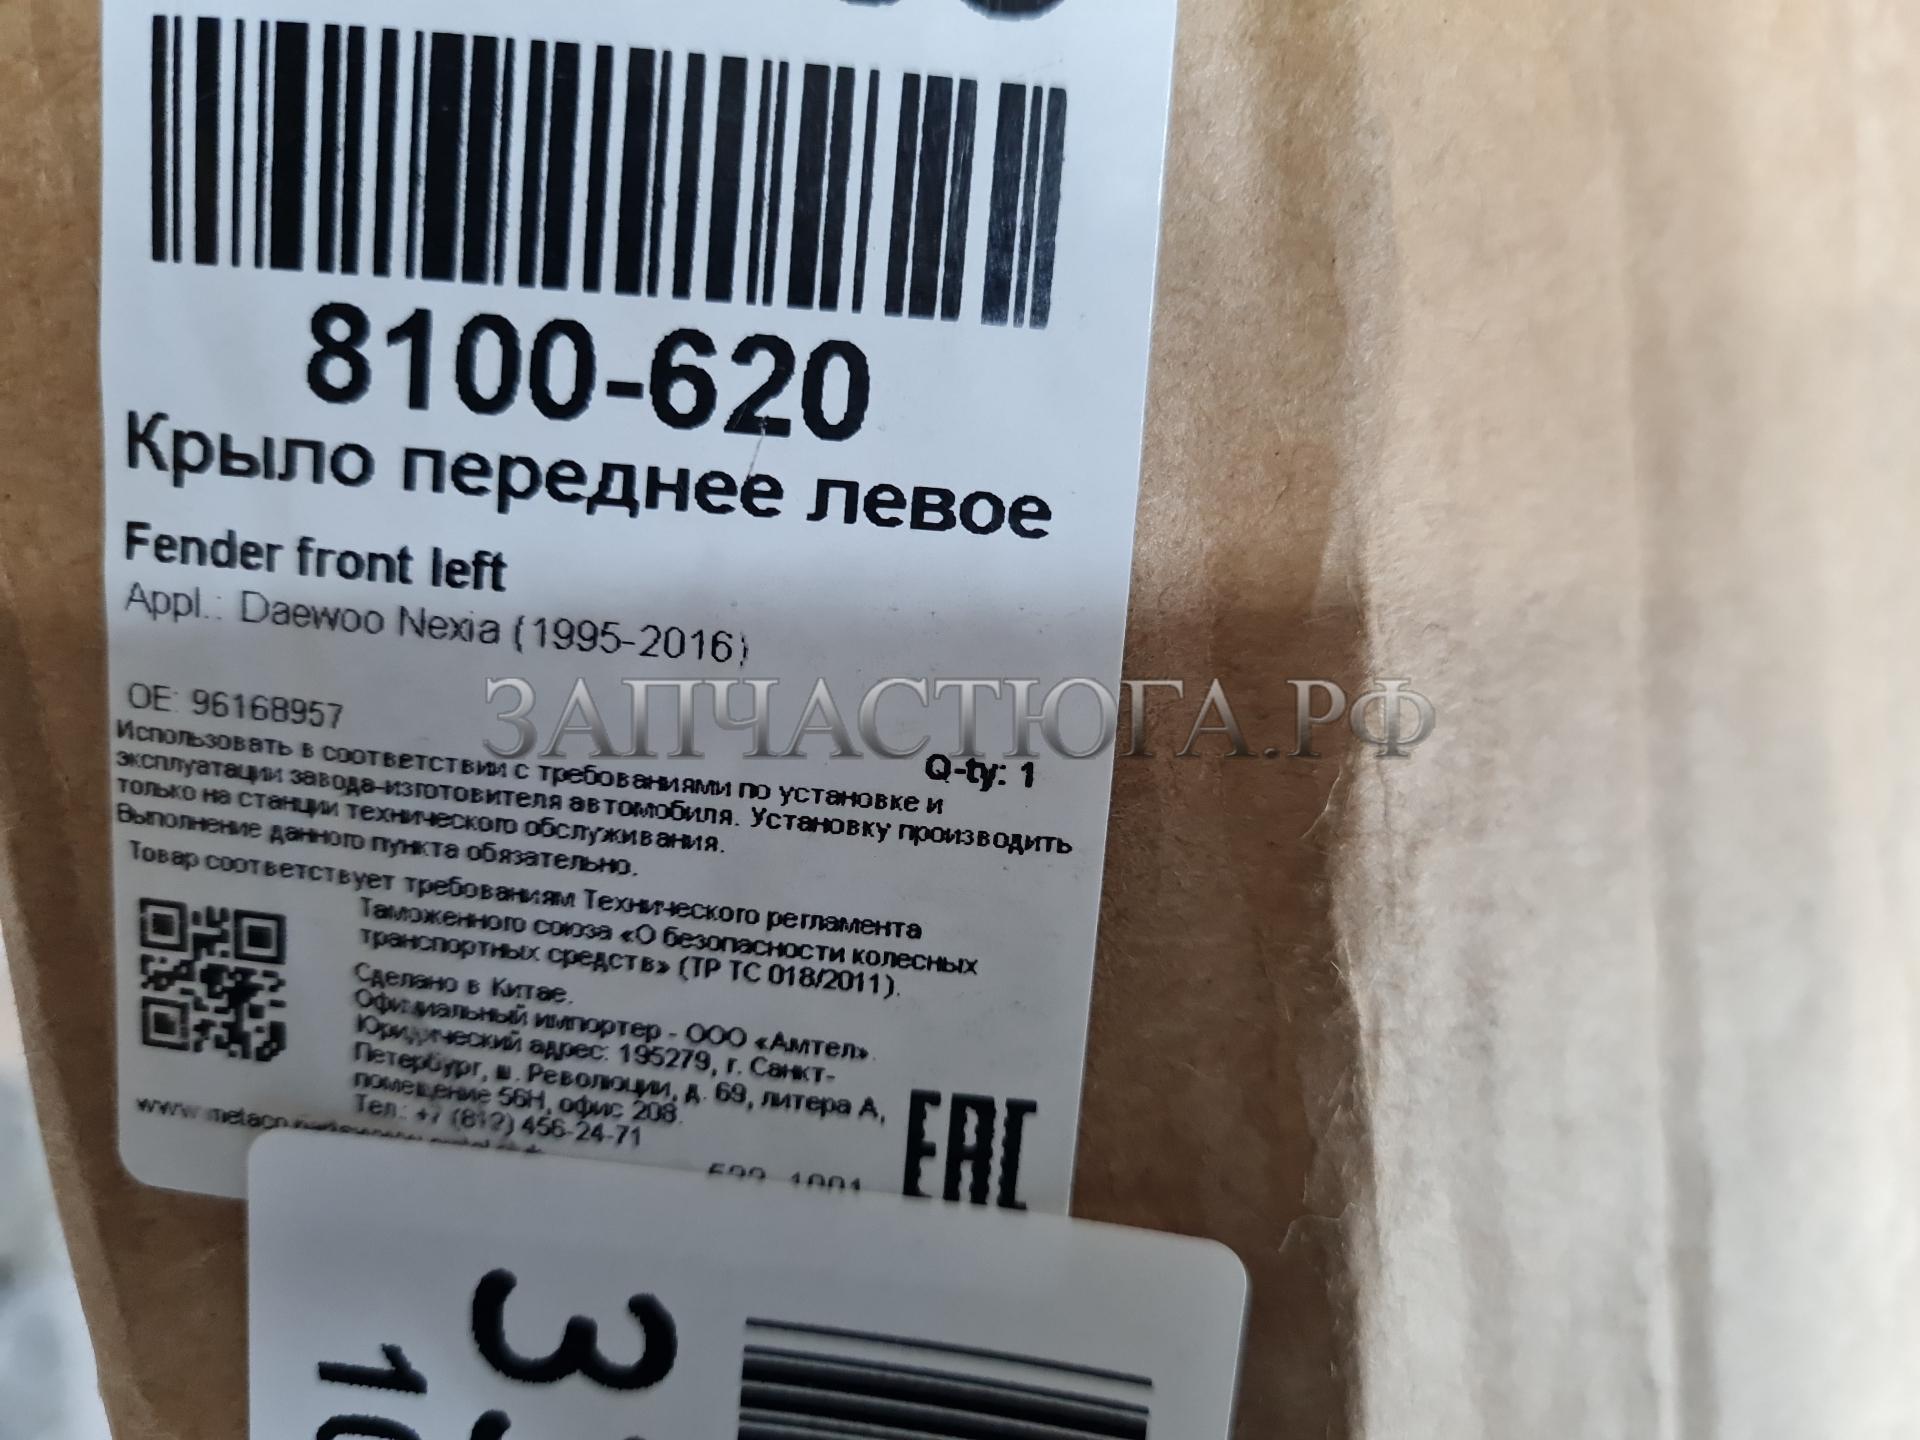 8100-620
Крыло переднее левое
Fender front left
Appl.: Daewoo Nexia (1995-2016)
OE: 96168957
ЗАПЧАСТЮГА.РФ
Q-ty: 1
Использовать в соответствии с требованиями по установке и
эксплуатации завода-изготовителя автомобиля. Установку производить
только на станции технического обслуживания.
Выполнение данного пункта обязательно.
Товар соответствует требованиям Технического регламента
Таможенного союза «О безопасности колесных
транспортных средств» (ТР ТС 018/2011).
Сделано в Китае.
Официальный импортер - ООО «Амтел».
Юридический адрес: 195279, г. Санкт-
Петербург, ш. Революции, д. 69, литера А,
помещение 56Н, офис 208.
Тел.: +7 (812) 456-24-71
EAC
3
10